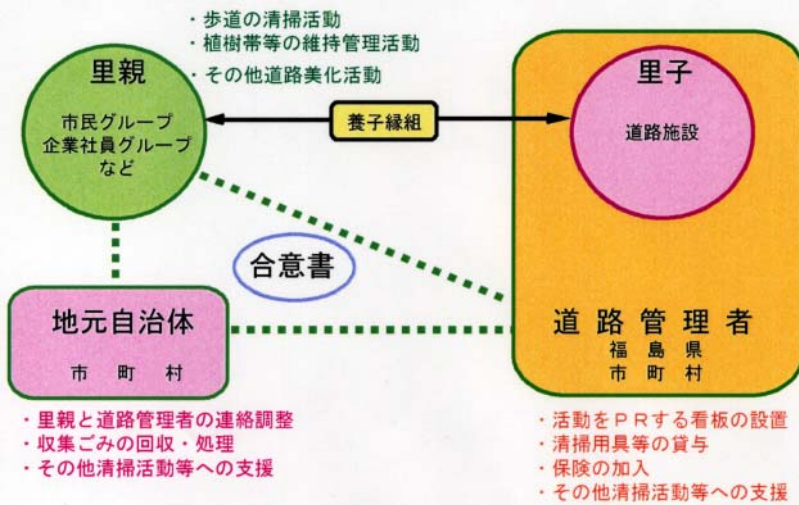 ・歩道の清掃活動
・植樹帯等の維持管理活動
・その他道路美化活動
里親
市民グループ
企業社員グループ
など
養子縁組
里子
道路施設
合意書
地元自治体
市町村
・里親と道路管理者の連絡調整
・収集ごみの回収・処理
・その他清掃活動等への支援
道路管理者
福島県
市町村
・活動をＰＲする看板の設置
・清掃用具等の貸与
・保険の加入
・その他清掃活動等への支援